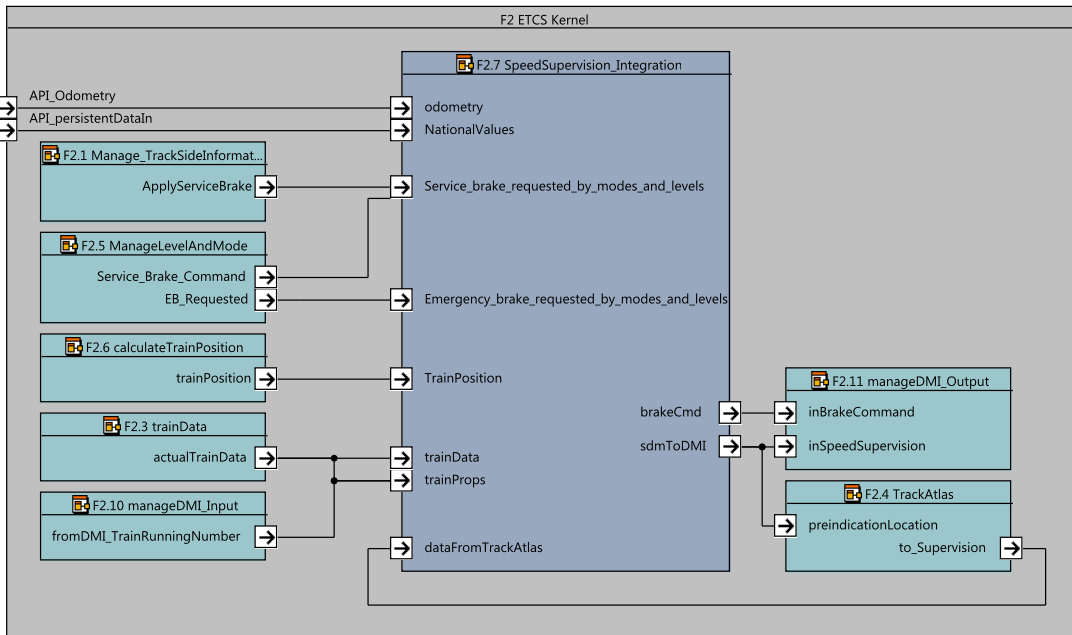 F2 ETCS Kernel
F2.7 SpeedSupervision_Integration
API_Odometry
odometry
API_persistentDataIn
NationalValues
F2.1 Manage_TrackSideInformat...
ApplyServiceBrake
Service_brake_requested_by_modes_and_levels
F2.5 ManageLevelAndMode
Service_Brake_Command
EB_Requested
Emergency_brake_requested_by_modes_and_levels
F2.6 calculateTrainPosition
trainPosition
TrainPosition
F2.11 manageDMI_Output
brakeCmd
inBrakeCommand
F2.3 trainData
sdmToDMI
inSpeedSupervision
actualTrainData
trainData
trainProps
F2.4 TrackAtlas
F2.10 manageDMI_Input
preindicationLocation
fromDMI_TrainRunningNumber
dataFromTrackAtlas
to_Supervision